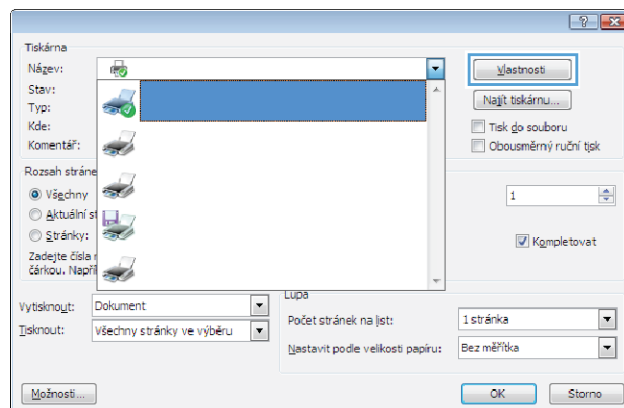 Tiskárna
Název:
Vlastnosti
Stav:
Najít tiskárnu...
Typ:
Kde:
Tisk do souboru
Komentář:
Obousměrný ruční tisk
Rozsah stráne
Všechny
1
Aktuální st
Stránky:
Kompletovat
Zadejte čísla
čárkou. Např
Lupa
Vytisknout:
Dokument
Počet stránek na list:
1 stránka
Tisknout:
Všechny stránky ve výběru
Nastavit podle velikosti papíru:
Bez měřítka
Možnosti...
OK
Storno